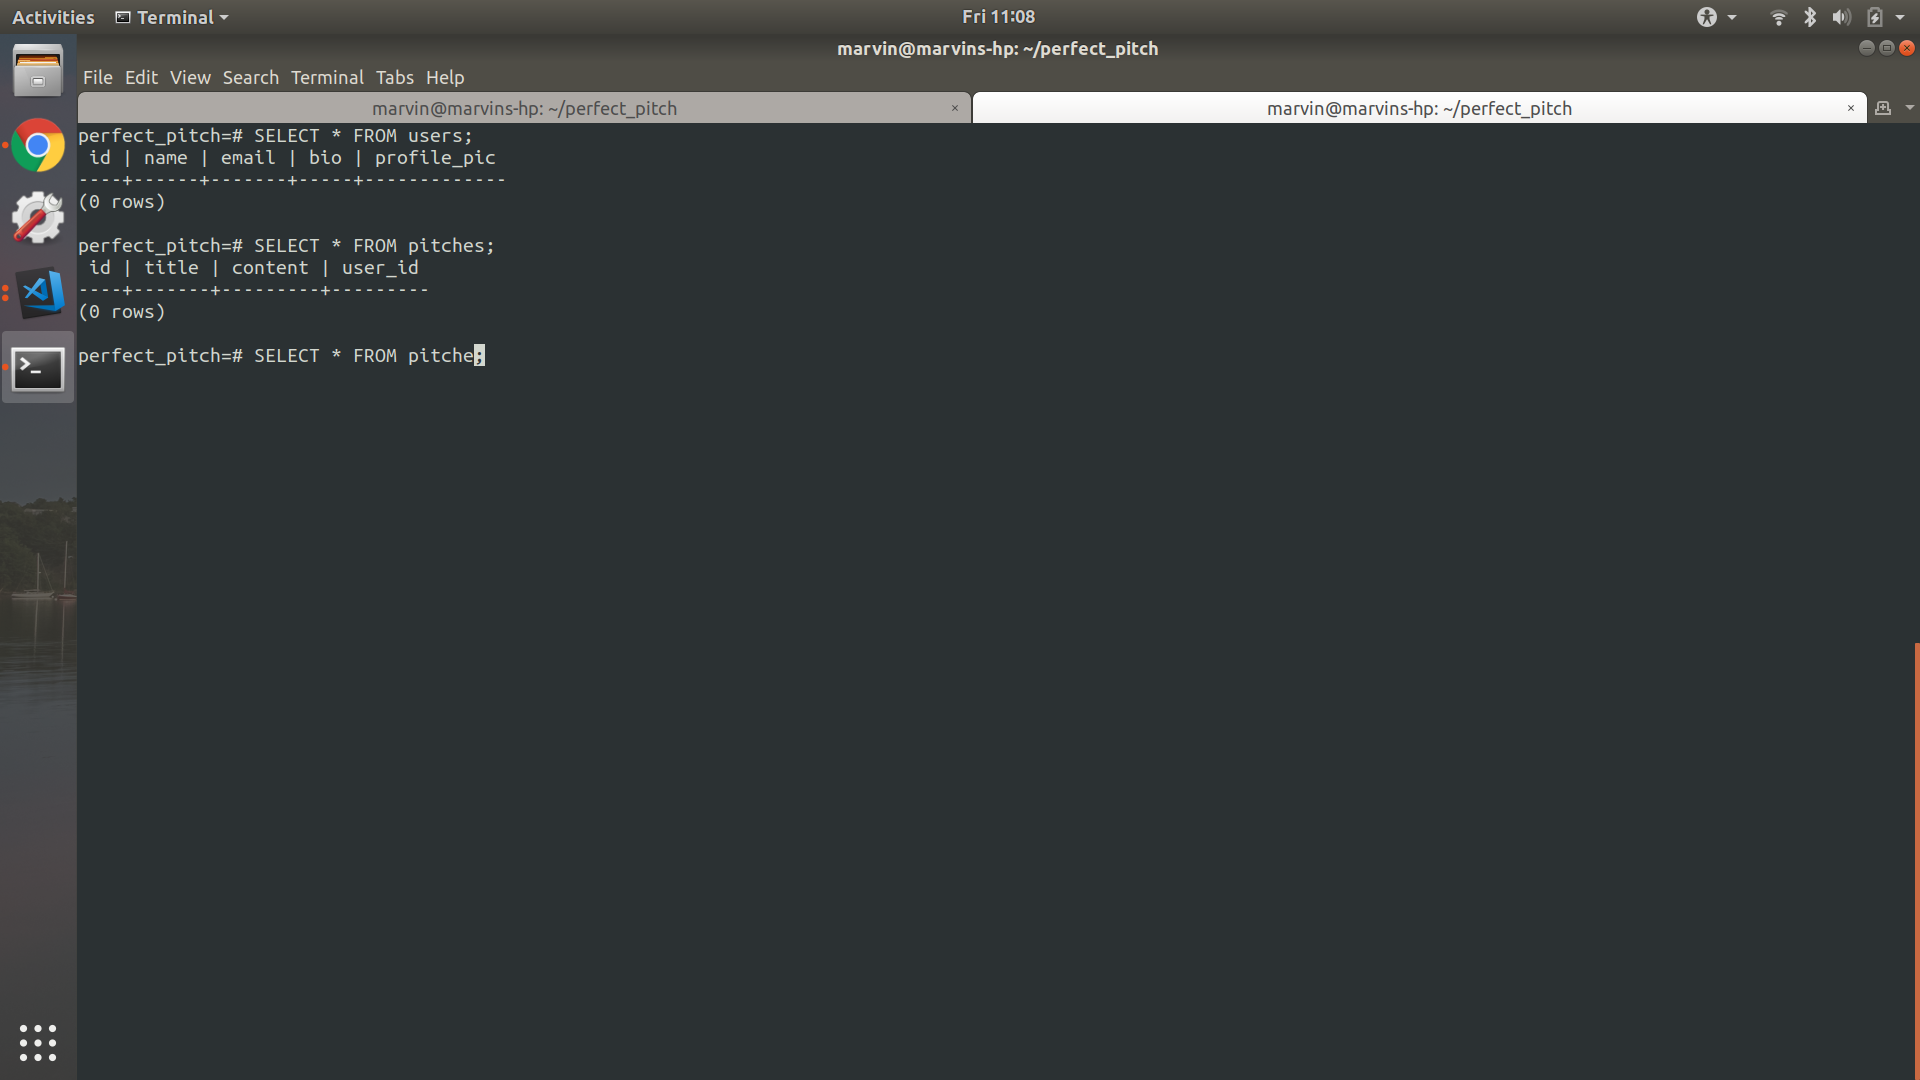 Activities Terminal Fri 11:08
marvin@marvins-hp: ~/perfect_pitch
File Edit View Search Terminal Tabs Help
marvin@marvins-hp: ~/perfect_pitch × marvin@marvins-hp: ~/perfect_pitch ×
perfect_pitch=# SELECT * FROM users;
 id | name | email | bio | profile_pic
----+------+-------+-----+-------------
(0 rows)
perfect_pitch=# SELECT * FROM pitches;
 id | title | content | user_id
----+-------+---------+---------
(0 rows)
perfect_pitch=# SELECT * FROM pitche;